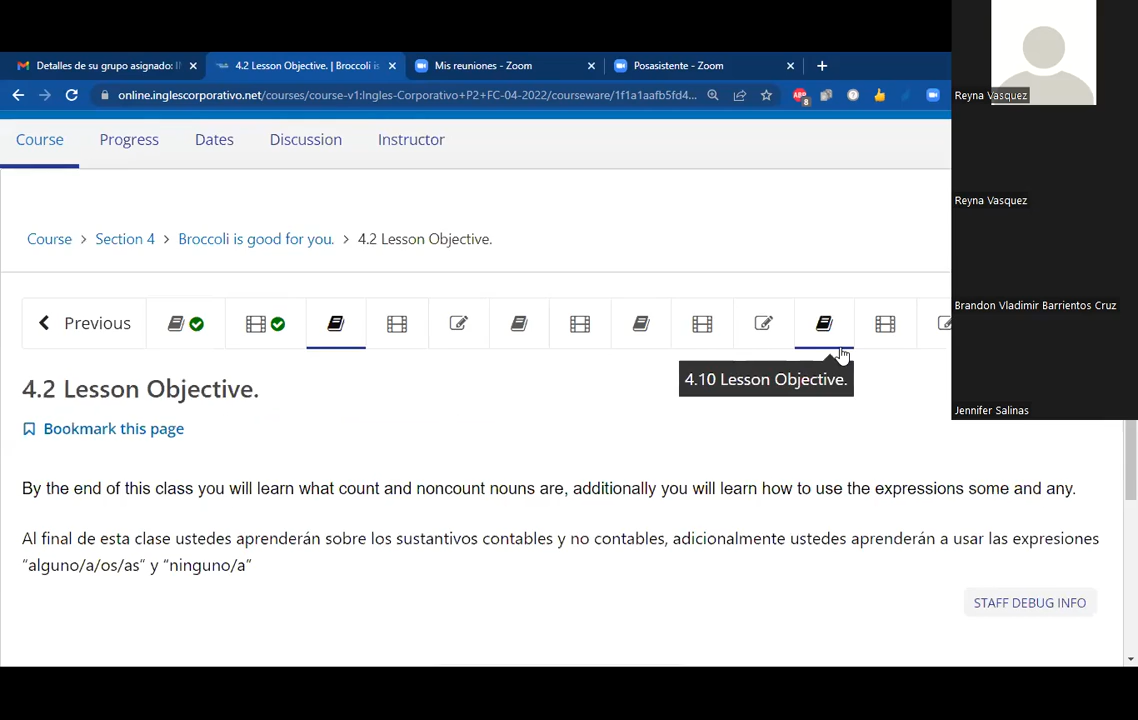 Detalles de su grupo asignado: I
4.2 Lesson Objective. | Broccoli is
Mis reuniones - Zoom
Posasistente - Zoom
online.inglescorporativo.net/courses/course-v1:Ingles-Corporativo+P2+FC-04-2022/courseware/1f1a1aafb5fd4...
8
Course
Progress
Dates
Discussion
Instructor
Course > Section 4 > Broccoli is good for you. > 4.2 Lesson Objective.
Previous
4.10 Lesson Objective.
4.2 Lesson Objective.
Bookmark this page
By the end of this class you will learn what count and noncount nouns are, additionally you will learn how to use the expressions some and any.
Al final de esta clase ustedes aprenderán sobre los sustantivos contables y no contables, adicionalmente ustedes aprenderán a usar las expresiones
“alguno/a/os/as” y “ninguno/a”
STAFF DEBUG INFO
Reyna Vasquez
Reyna Vasquez
Brandon Vladimir Barrientos Cruz
Jennifer Salinas